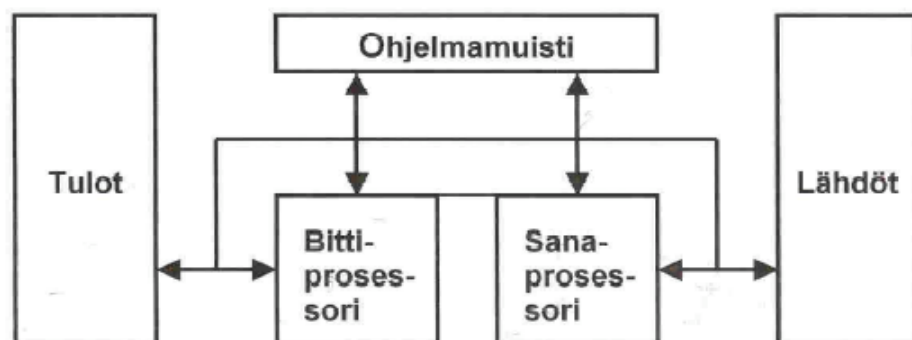 Ohjelmamuisti
Tulot
Bitti-
proses-
sori
Sana-
proses-
sori
Lähdöt